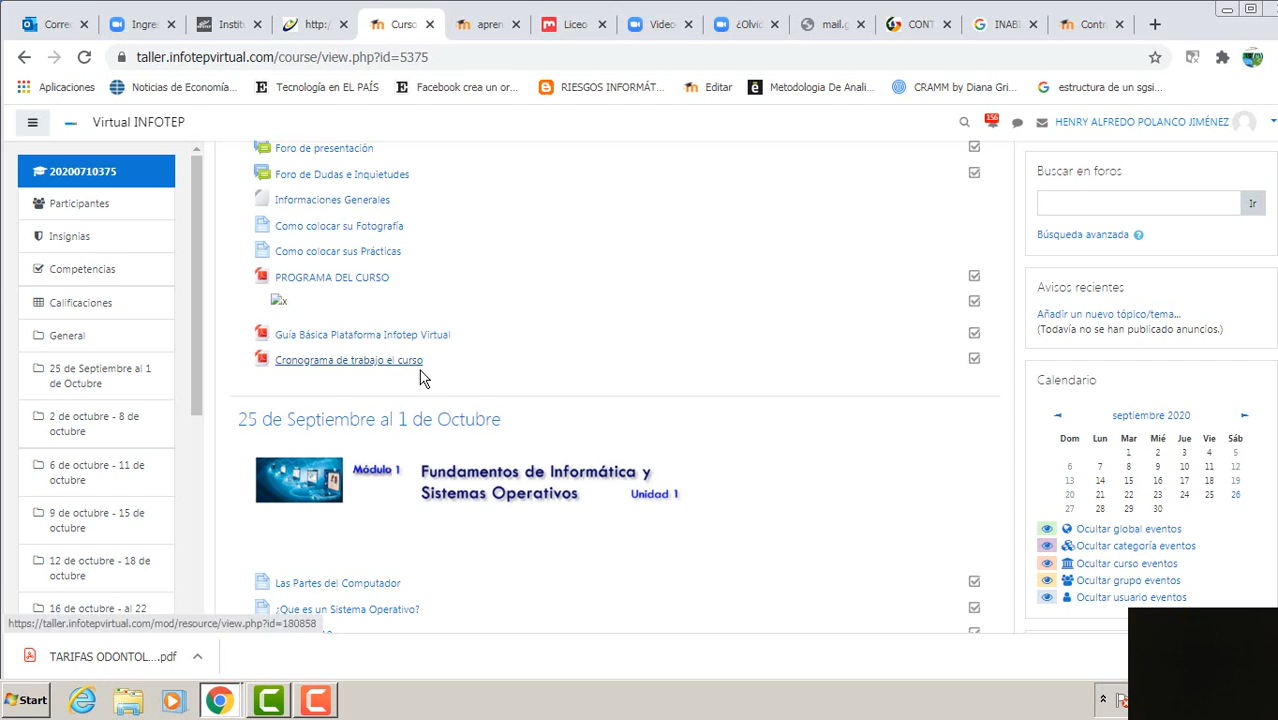 Corre
Ingres
Instit
http:/
Curso
apren
Liceo
Video
¿Olvic
mail.g
CONT
INABI
Contr
taller.infotepvirtual.com/course/view.php?id=5375
Aplicaciones
Noticias de Economía...
Tecnología en EL PAÍS
Facebook crea un or...
RIESGOS INFORMÁT...
Editar
Metodologia De Anali...
CRAMM by Diana Gri...
estructura de un sgsi...
Virtual INFOTEP
156
HENRY ALFREDO POLANCO JIMÉNEZ
20200710375
Participantes
Insignias
Competencias
Calificaciones
General
25 de Septiembre al 1
de Octubre
2 de octubre - 8 de
octubre
6 de octubre - 11 de
octubre
9 de octubre - 15 de
octubre
12 de octubre - 18 de
octubre
16 de octubre - al 22
Foro de presentación
Foro de Dudas e Inquietudes
Informaciones Generales
Como colocar su Fotografía
Como colocar sus Prácticas
PROGRAMA DEL CURSO
x
Guía Básica Plataforma Infotep Virtual
Cronograma de trabajo el curso
25 de Septiembre al 1 de Octubre
Módulo 1
Fundamentos de Informática y
Sistemas Operativos
Unidad 1
Las Partes del Computador
¿Que es un Sistema Operativo?
Buscar en foros
Ir
Búsqueda avanzada
Avisos recientes
Añadir un nuevo tópico/tema...
(Todavía no se han publicado anuncios.)
Calendario
◄ septiembre 2020 ►
Dom Lun Mar Mié Jue Vie Sáb
1 2 3 4 5
6 7 8 9 10 11 12
13 14 15 16 17 18 19
20 21 22 23 24 25 26
27 28 29 30
Ocultar global eventos
Ocultar categoría eventos
Ocultar curso eventos
Ocultar grupo eventos
Ocultar usuario eventos
https://taller.infotepvirtual.com/mod/resource/view.php?id=180858
TARIFAS ODONTOL....pdf
Start